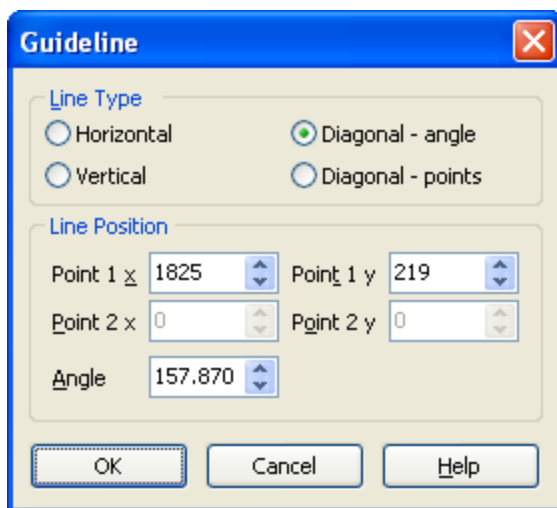 Guideline
Line Type
Horizontal Diagonal - angle
Vertical Diagonal - points
Line Position
Point 1 x 1825 Point 1 y 219
Point 2 x 0 Point 2 y 0
Angle 157.870
OK Cancel Help